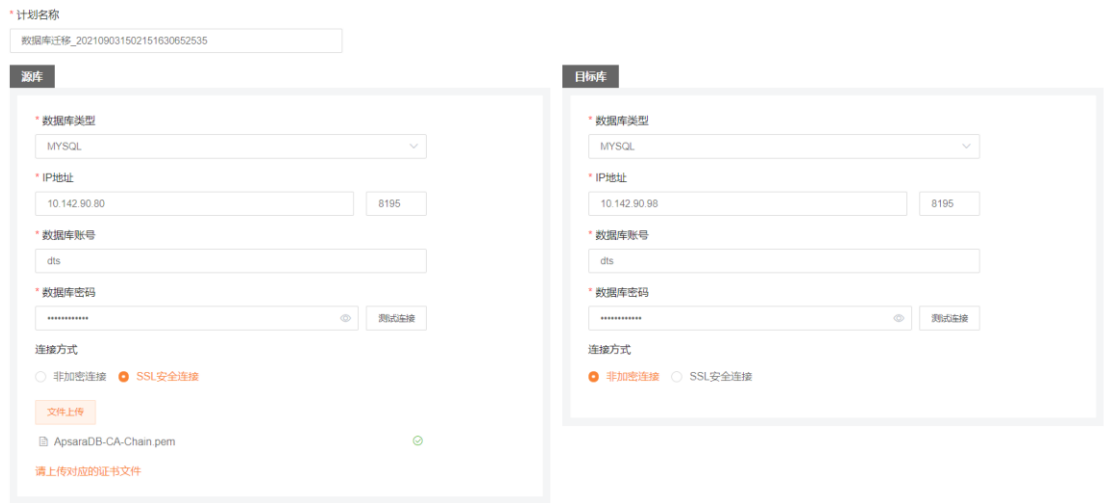 * 计划名称
数据库迁移_202109031502151630652535
源库
* 数据库类型
MYSQL
* IP地址
10.142.90.80
8195
* 数据库账号
dts
* 数据库密码
••••••••••••
测试连接
连接方式
非加密连接
SSL安全连接
文件上传
ApsaraDB-CA-Chain.pem
请上传对应的证书文件
目标库
* 数据库类型
MYSQL
* IP地址
10.142.90.98
8195
* 数据库账号
dts
* 数据库密码
••••••••••••
测试连接
连接方式
非加密连接
SSL安全连接